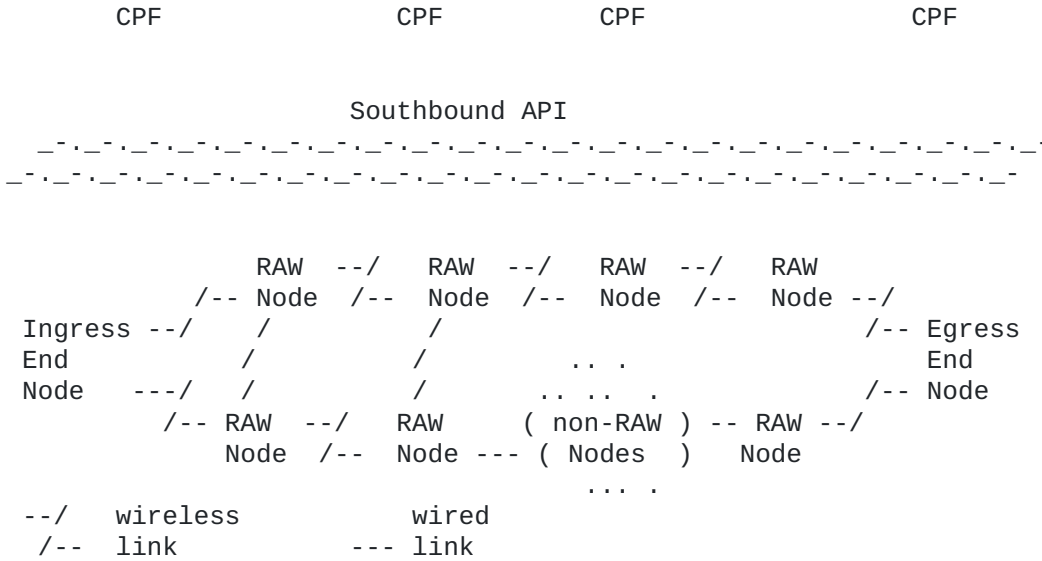 CPF                CPF          CPF                 CPF
Southbound API
_-._-._-._-._-._-._-._-._-._-._-._-._-._-._-._-._-._-._-._-._-._-
_-._-._-._-._-._-._-._-._-._-._-._-._-._-._-._-._-._-._-._-._-._-
RAW  --/   RAW  --/   RAW  --/   RAW
/-- Node  /--  Node  /--  Node  /--  Node --/
Ingress --/    /          /                           /-- Egress
End           /          /         .. .                   End
Node   ---/   /          /       .. ..  .             /-- Node
/-- RAW  --/   RAW     ( non-RAW ) -- RAW --/
Node  /--  Node --- ( Nodes  )   Node
... .
--/   wireless           wired
/--  link           --- link